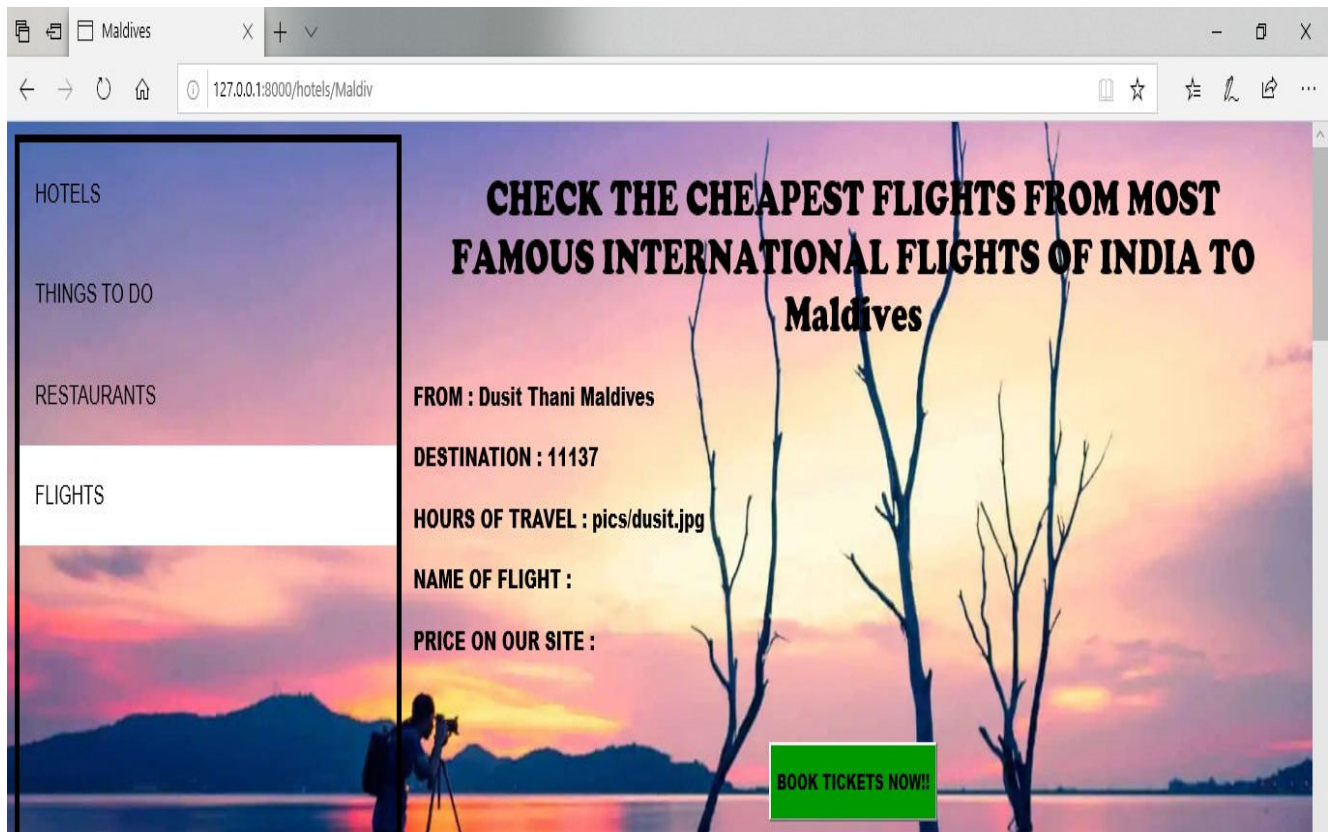 Maldives
127.0.0.1:8000/hotels/Maldiv
HOTELS
THINGS TO DO
RESTAURANTS
FLIGHTS
CHECK THE CHEAPEST FLIGHTS FROM MOST
FAMOUS INTERNATIONAL FLIGHTS OF INDIA TO
Maldives
FROM : Dusit Thani Maldives
DESTINATION : 11137
HOURS OF TRAVEL : pics/dusit.jpg
NAME OF FLIGHT :
PRICE ON OUR SITE :
BOOK TICKETS NOW!!